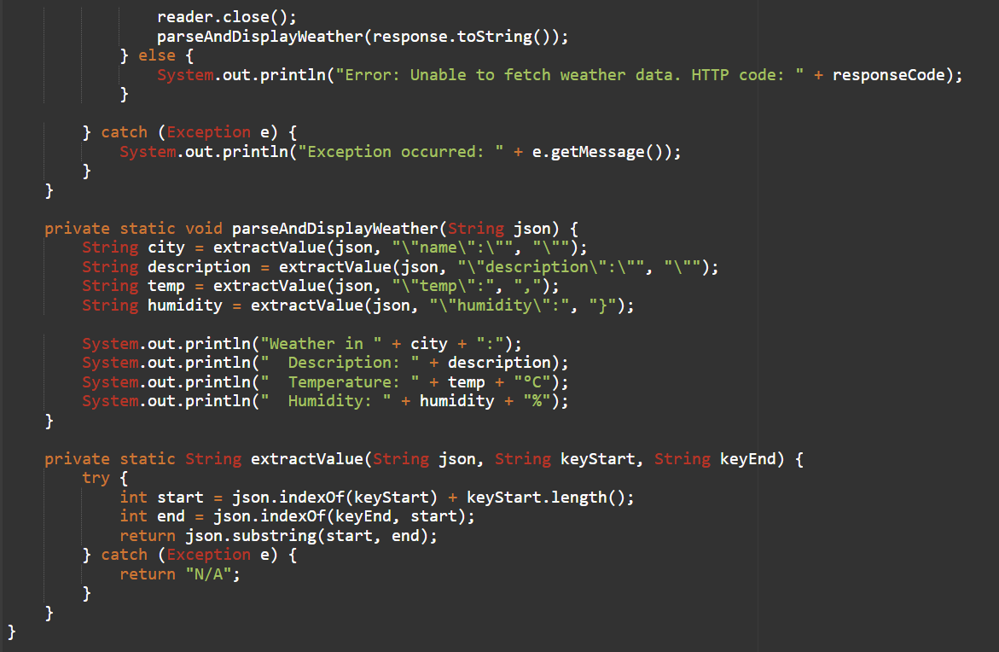 reader.close();
                parseAndDisplayWeather(response.toString());
            } else {
                System.out.println("Error: Unable to fetch weather data. HTTP code: " + responseCode);
            }

        } catch (Exception e) {
            System.out.println("Exception occurred: " + e.getMessage());
        }
    }

    private static void parseAndDisplayWeather(String json) {
        String city = extractValue(json, "\"name\":\"", "\"");
        String description = extractValue(json, "\"description\":\"", "\"");
        String temp = extractValue(json, "\"temp\":", ",");
        String humidity = extractValue(json, "\"humidity\":", "}");

        System.out.println("Weather in " + city + ":");
        System.out.println("  Description: " + description);
        System.out.println("  Temperature: " + temp + "°C");
        System.out.println("  Humidity: " + humidity + "%");
    }

    private static String extractValue(String json, String keyStart, String keyEnd) {
        try {
            int start = json.indexOf(keyStart) + keyStart.length();
            int end = json.indexOf(keyEnd, start);
            return json.substring(start, end);
        } catch (Exception e) {
            return "N/A";
        }
    }
}